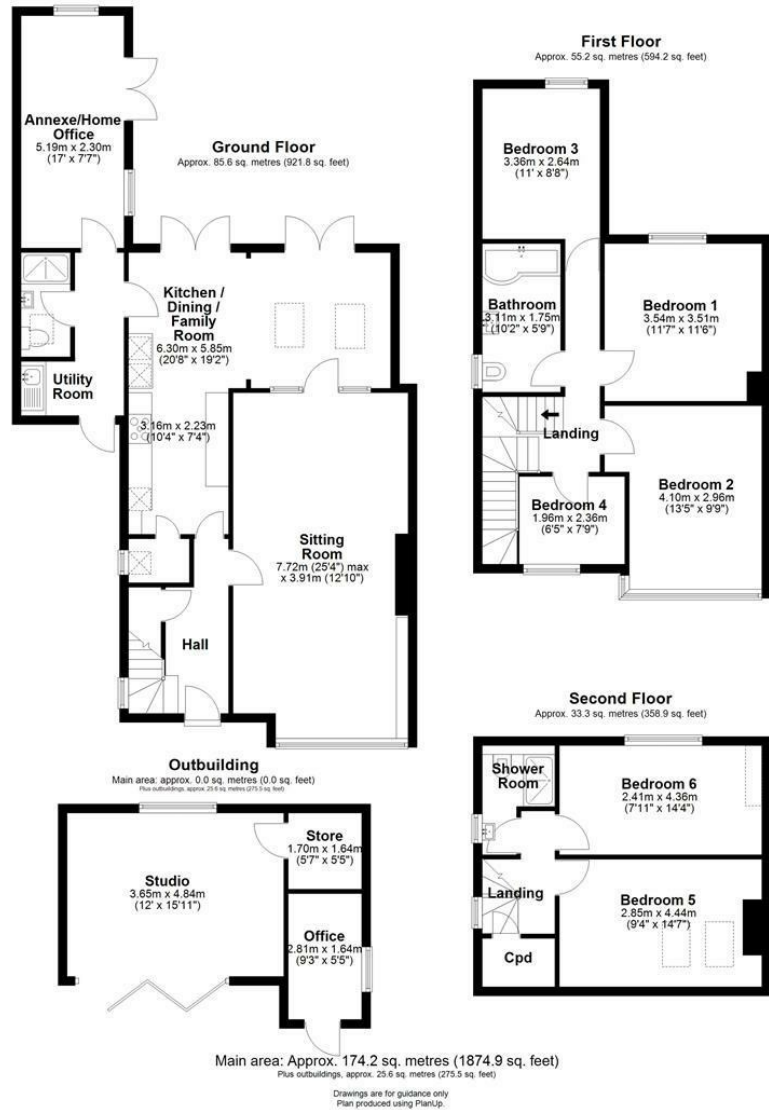 Annexe/Home
Office
5.19m x 2.30m
(17' x 7'7")
Ground Floor
Approx. 85.6 sq. metres (921.8 sq. feet)
Kitchen /
Dining /
Family
Room
6.30m x 5.85m
(20'8" x 19'2")
Utility
Room
3.16m x 2.23m
(10'4" x 7'4")
Sitting
Room
7.72m (25'4") max
x 3.91m (12'10")
Hall
First Floor
Approx. 55.2 sq. metres (594.2 sq. feet)
Bedroom 3
3.36m x 2.64m
(11' x 8'8")
Bathroom
3.11m x 1.75m
(10'2" x 5'9")
Bedroom 1
3.54m x 3.51m
(11'7" x 11'6")
Landing
Bedroom 2
4.10m x 2.96m
(13'5" x 9'9")
Bedroom 4
1.96m x 2.36m
(6'5" x 7'9")
Second Floor
Approx. 33.3 sq. metres (358.9 sq. feet)
Shower
Room
Bedroom 6
2.41m x 4.36m
(7'11" x 14'4")
Landing
Bedroom 5
2.85m x 4.44m
(9'4" x 14'7")
Cpd
Outbuilding
Main area: approx. 0.0 sq. metres (0.0 sq. feet)
Plus outbuildings, approx. 25.6 sq. metres (275.5 sq. feet)
Studio
3.65m x 4.84m
(12' x 15'11")
Store
1.70m x 1.64m
(5'7" x 5'5")
Office
2.81m x 1.64m
(9'3" x 5'5")
Main area: Approx. 174.2 sq. metres (1874.9 sq. feet)
Plus outbuildings, approx. 25.6 sq. metres (275.5 sq. feet)
Drawings are for guidance only
Plan produced using PlanUp.